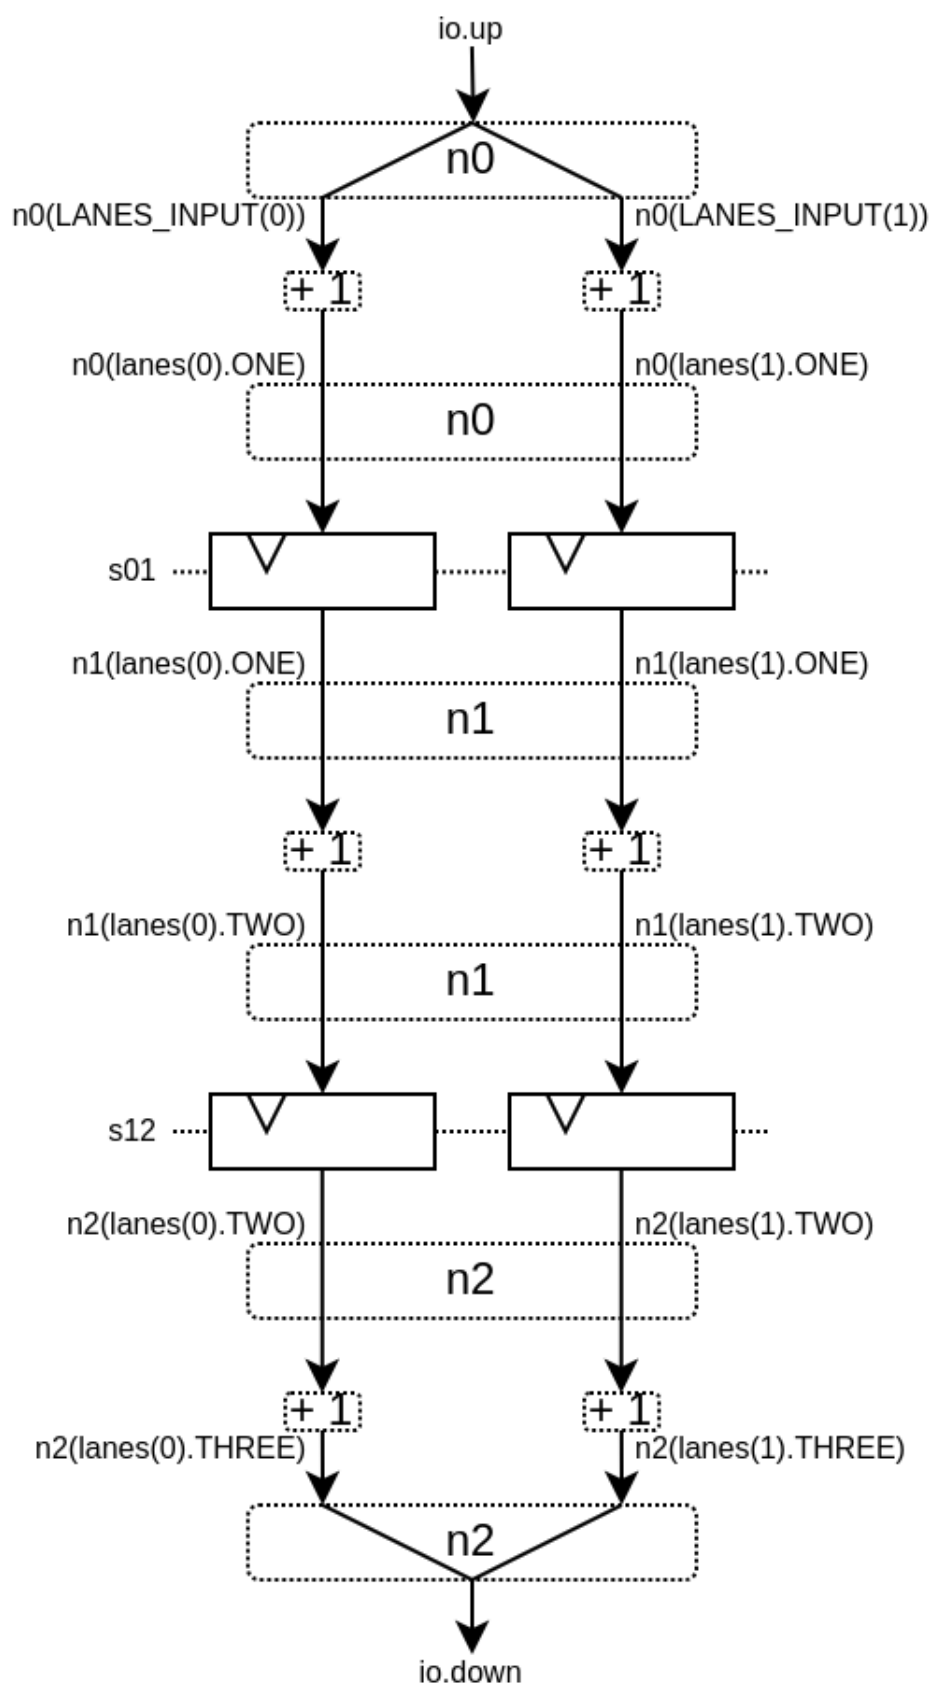 io.up
n0
n0(LANES_INPUT(0))
n0(LANES_INPUT(1))
+ 1
+ 1
n0(lanes(0).ONE)
n0(lanes(1).ONE)
n0
s01
n1(lanes(0).ONE)
n1(lanes(1).ONE)
n1
+ 1
+ 1
n1(lanes(0).TWO)
n1(lanes(1).TWO)
n1
s12
n2(lanes(0).TWO)
n2(lanes(1).TWO)
n2
+ 1
+ 1
n2(lanes(0).THREE)
n2(lanes(1).THREE)
n2
io.down